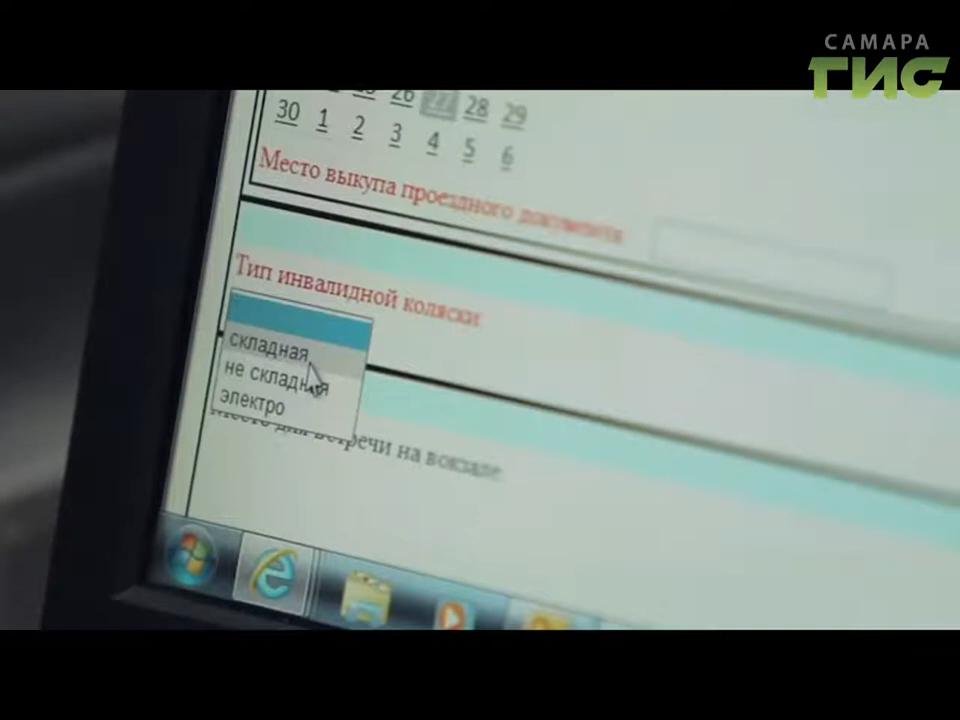 САМАРА
ГИС
26 27 28 29
30 1 2 3 4 5 6
Место выкупа проездного документа
Тип инвалидной коляски
складная
не складная
электро
Место для встречи на вокзале